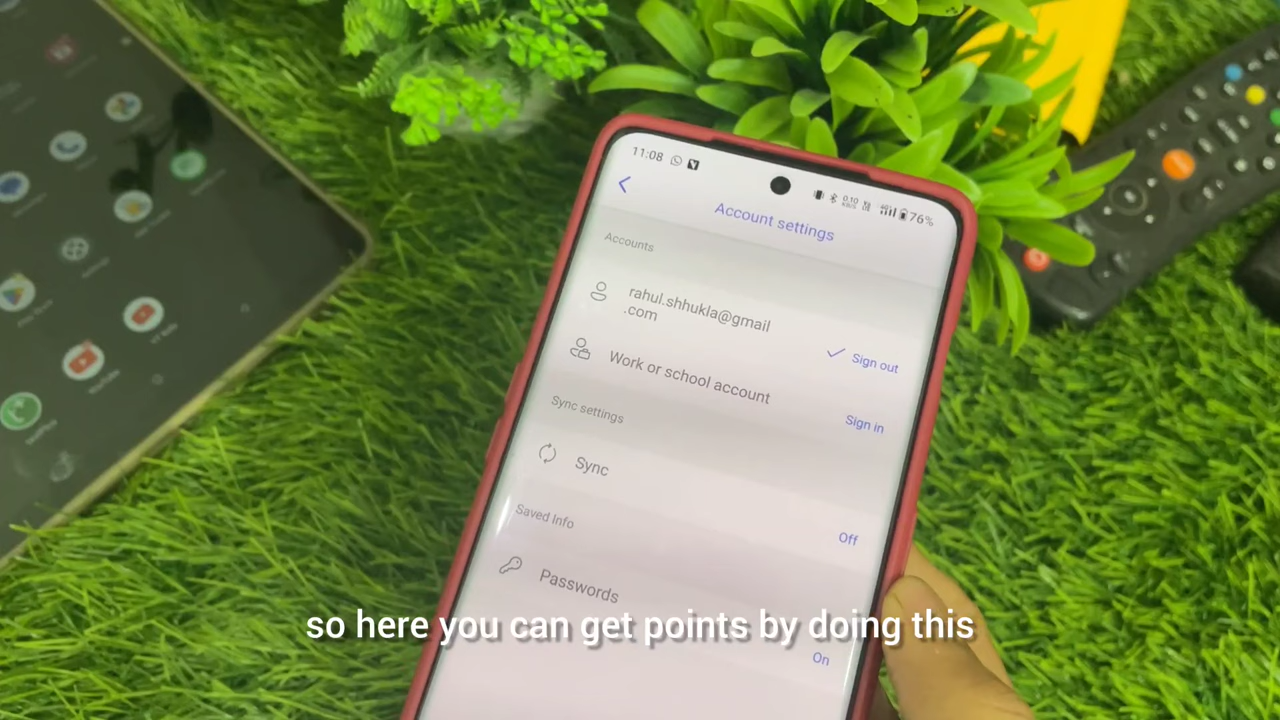 11:08
76%
Account settings
Accounts
rahul.shhukla@gmail
.com
Sign out
Work or school account
Sign in
Sync settings
Sync
Off
Saved Info
Passwords
On
YouTube
so here you can get points by doing this